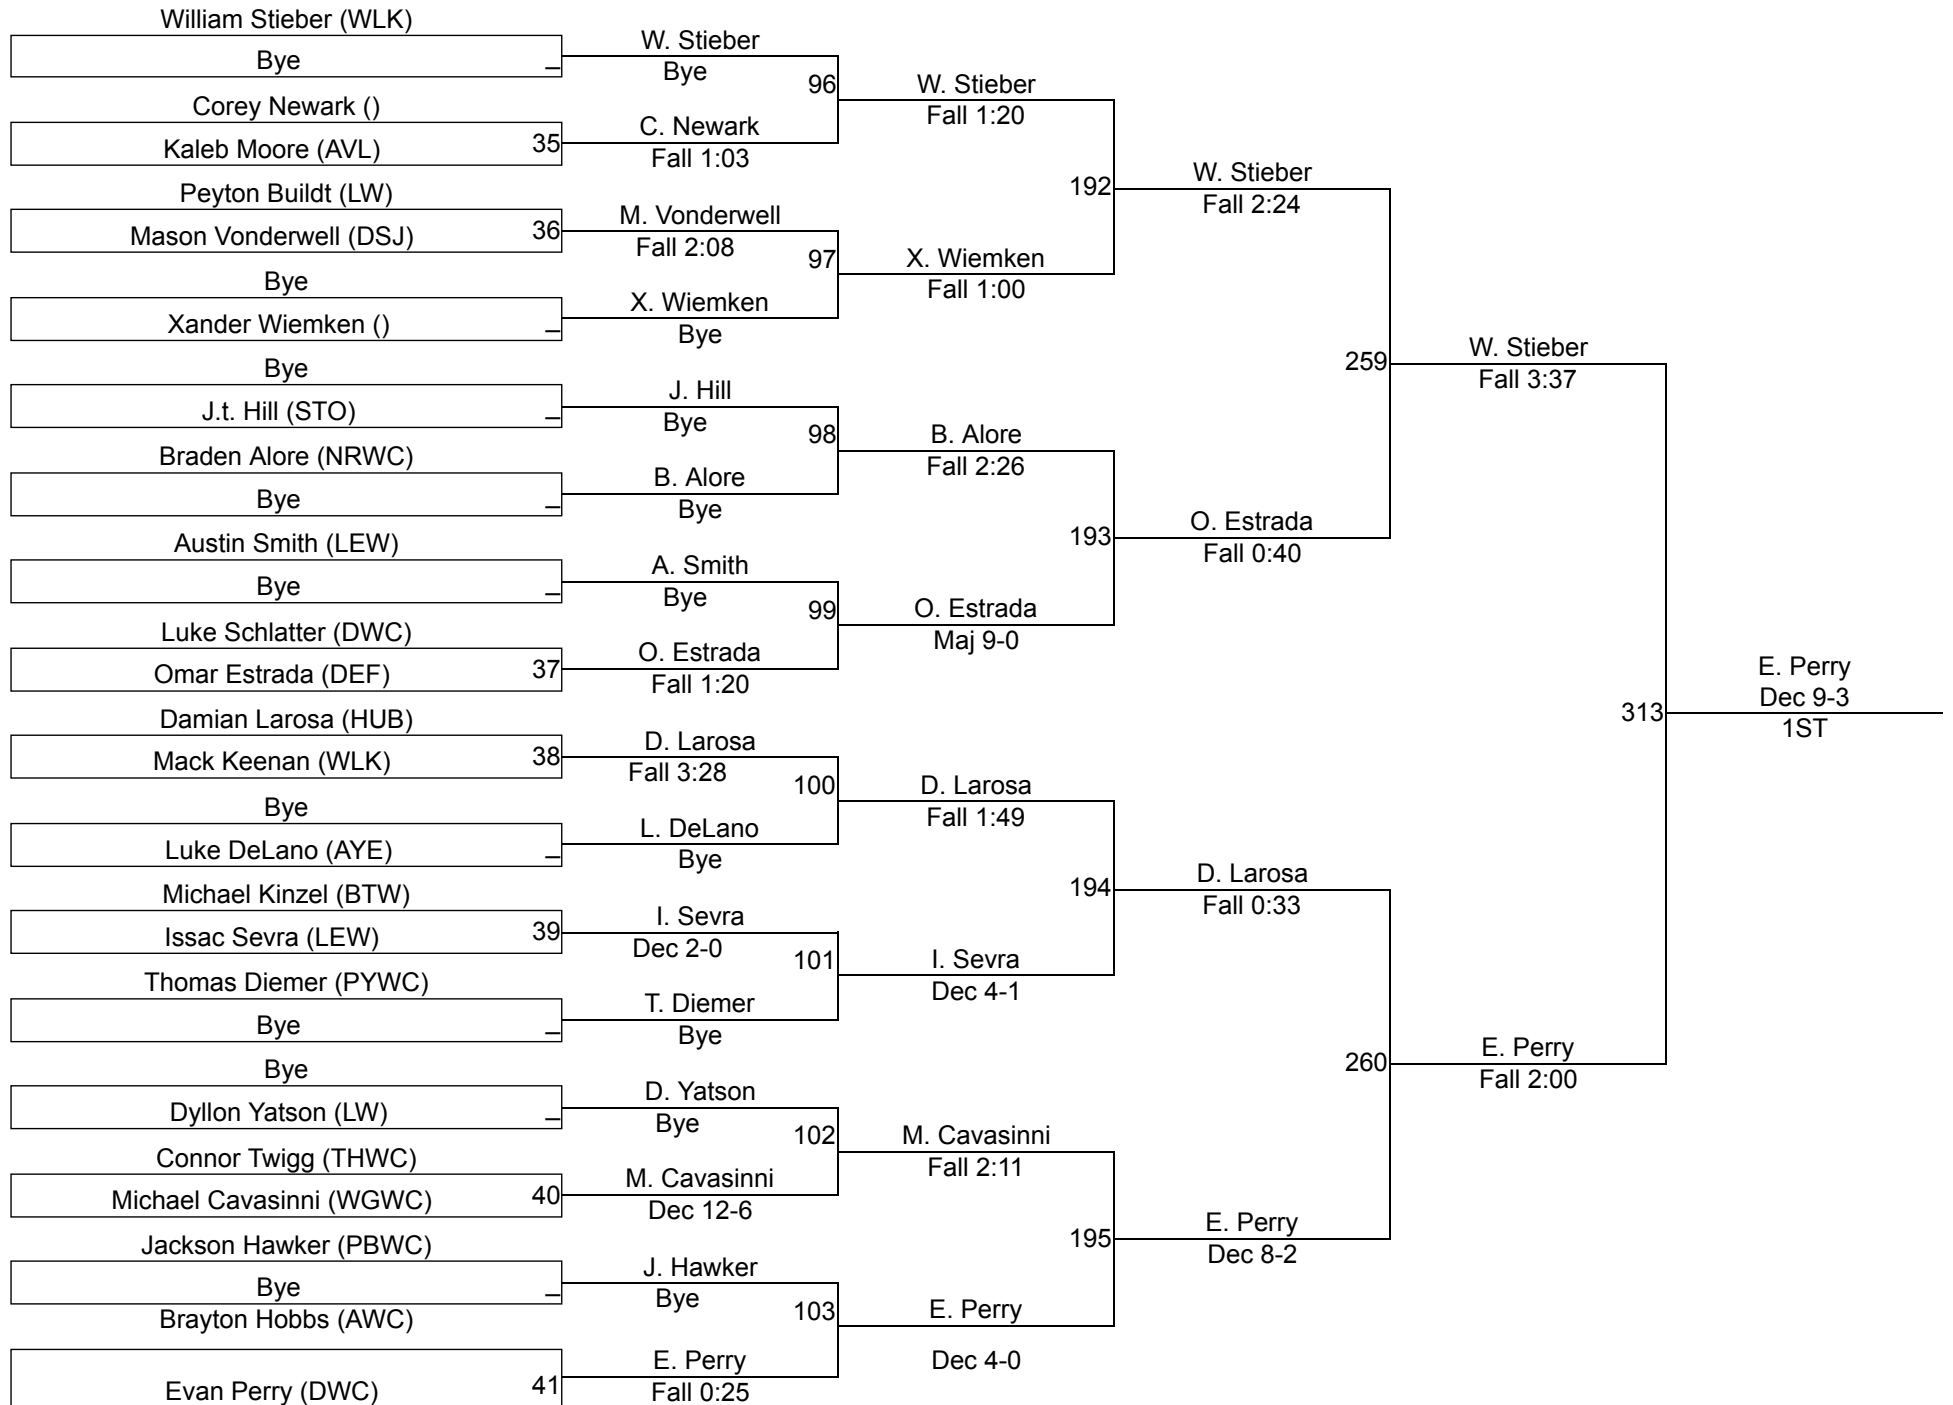 William Stieber (WLK)
Bye _
Corey Newark ()
Kaleb Moore (AVL) 35
Peyton Buildt (LW)
Mason Vonderwell (DSJ) 36
Bye
Xander Wiemken () _
Bye
J.t. Hill (STO) _
Braden Alore (NRWC)
Bye _
Austin Smith (LEW)
Bye _
Luke Schlatter (DWC)
Omar Estrada (DEF) 37
Damian Larosa (HUB)
Mack Keenan (WLK) 38
Bye
Luke DeLano (AYE) _
Michael Kinzel (BTW)
Issac Sevra (LEW) 39
Thomas Diemer (PYWC)
Bye _
Bye
Dyllon Yatson (LW) _
Connor Twigg (THWC)
Michael Cavasinni (WGWC) 40
Jackson Hawker (PBWC)
Bye _
Brayton Hobbs (AWC)
Evan Perry (DWC) 41
W. Stieber
Bye
96
C. Newark
Fall 1:03
M. Vonderwell
Fall 2:08
97
X. Wiemken
Bye
J. Hill
Bye
98
B. Alore
Bye
A. Smith
Bye
99
O. Estrada
Fall 1:20
D. Larosa
Fall 3:28
100
L. DeLano
Bye
I. Sevra
Dec 2-0
101
T. Diemer
Bye
D. Yatson
Bye
102
M. Cavasinni
Dec 12-6
J. Hawker
Bye
103
E. Perry
Fall 0:25
W. Stieber
Fall 1:20
192
X. Wiemken
Fall 1:00
B. Alore
Fall 2:26
193
O. Estrada
Maj 9-0
D. Larosa
Fall 1:49
194
I. Sevra
Dec 4-1
M. Cavasinni
Fall 2:11
195
E. Perry
Dec 4-0
W. Stieber
Fall 2:24
259
O. Estrada
Fall 0:40
D. Larosa
Fall 0:33
260
E. Perry
Dec 8-2
W. Stieber
Fall 3:37
313
E. Perry
Fall 2:00
E. Perry
Dec 9-3
1ST